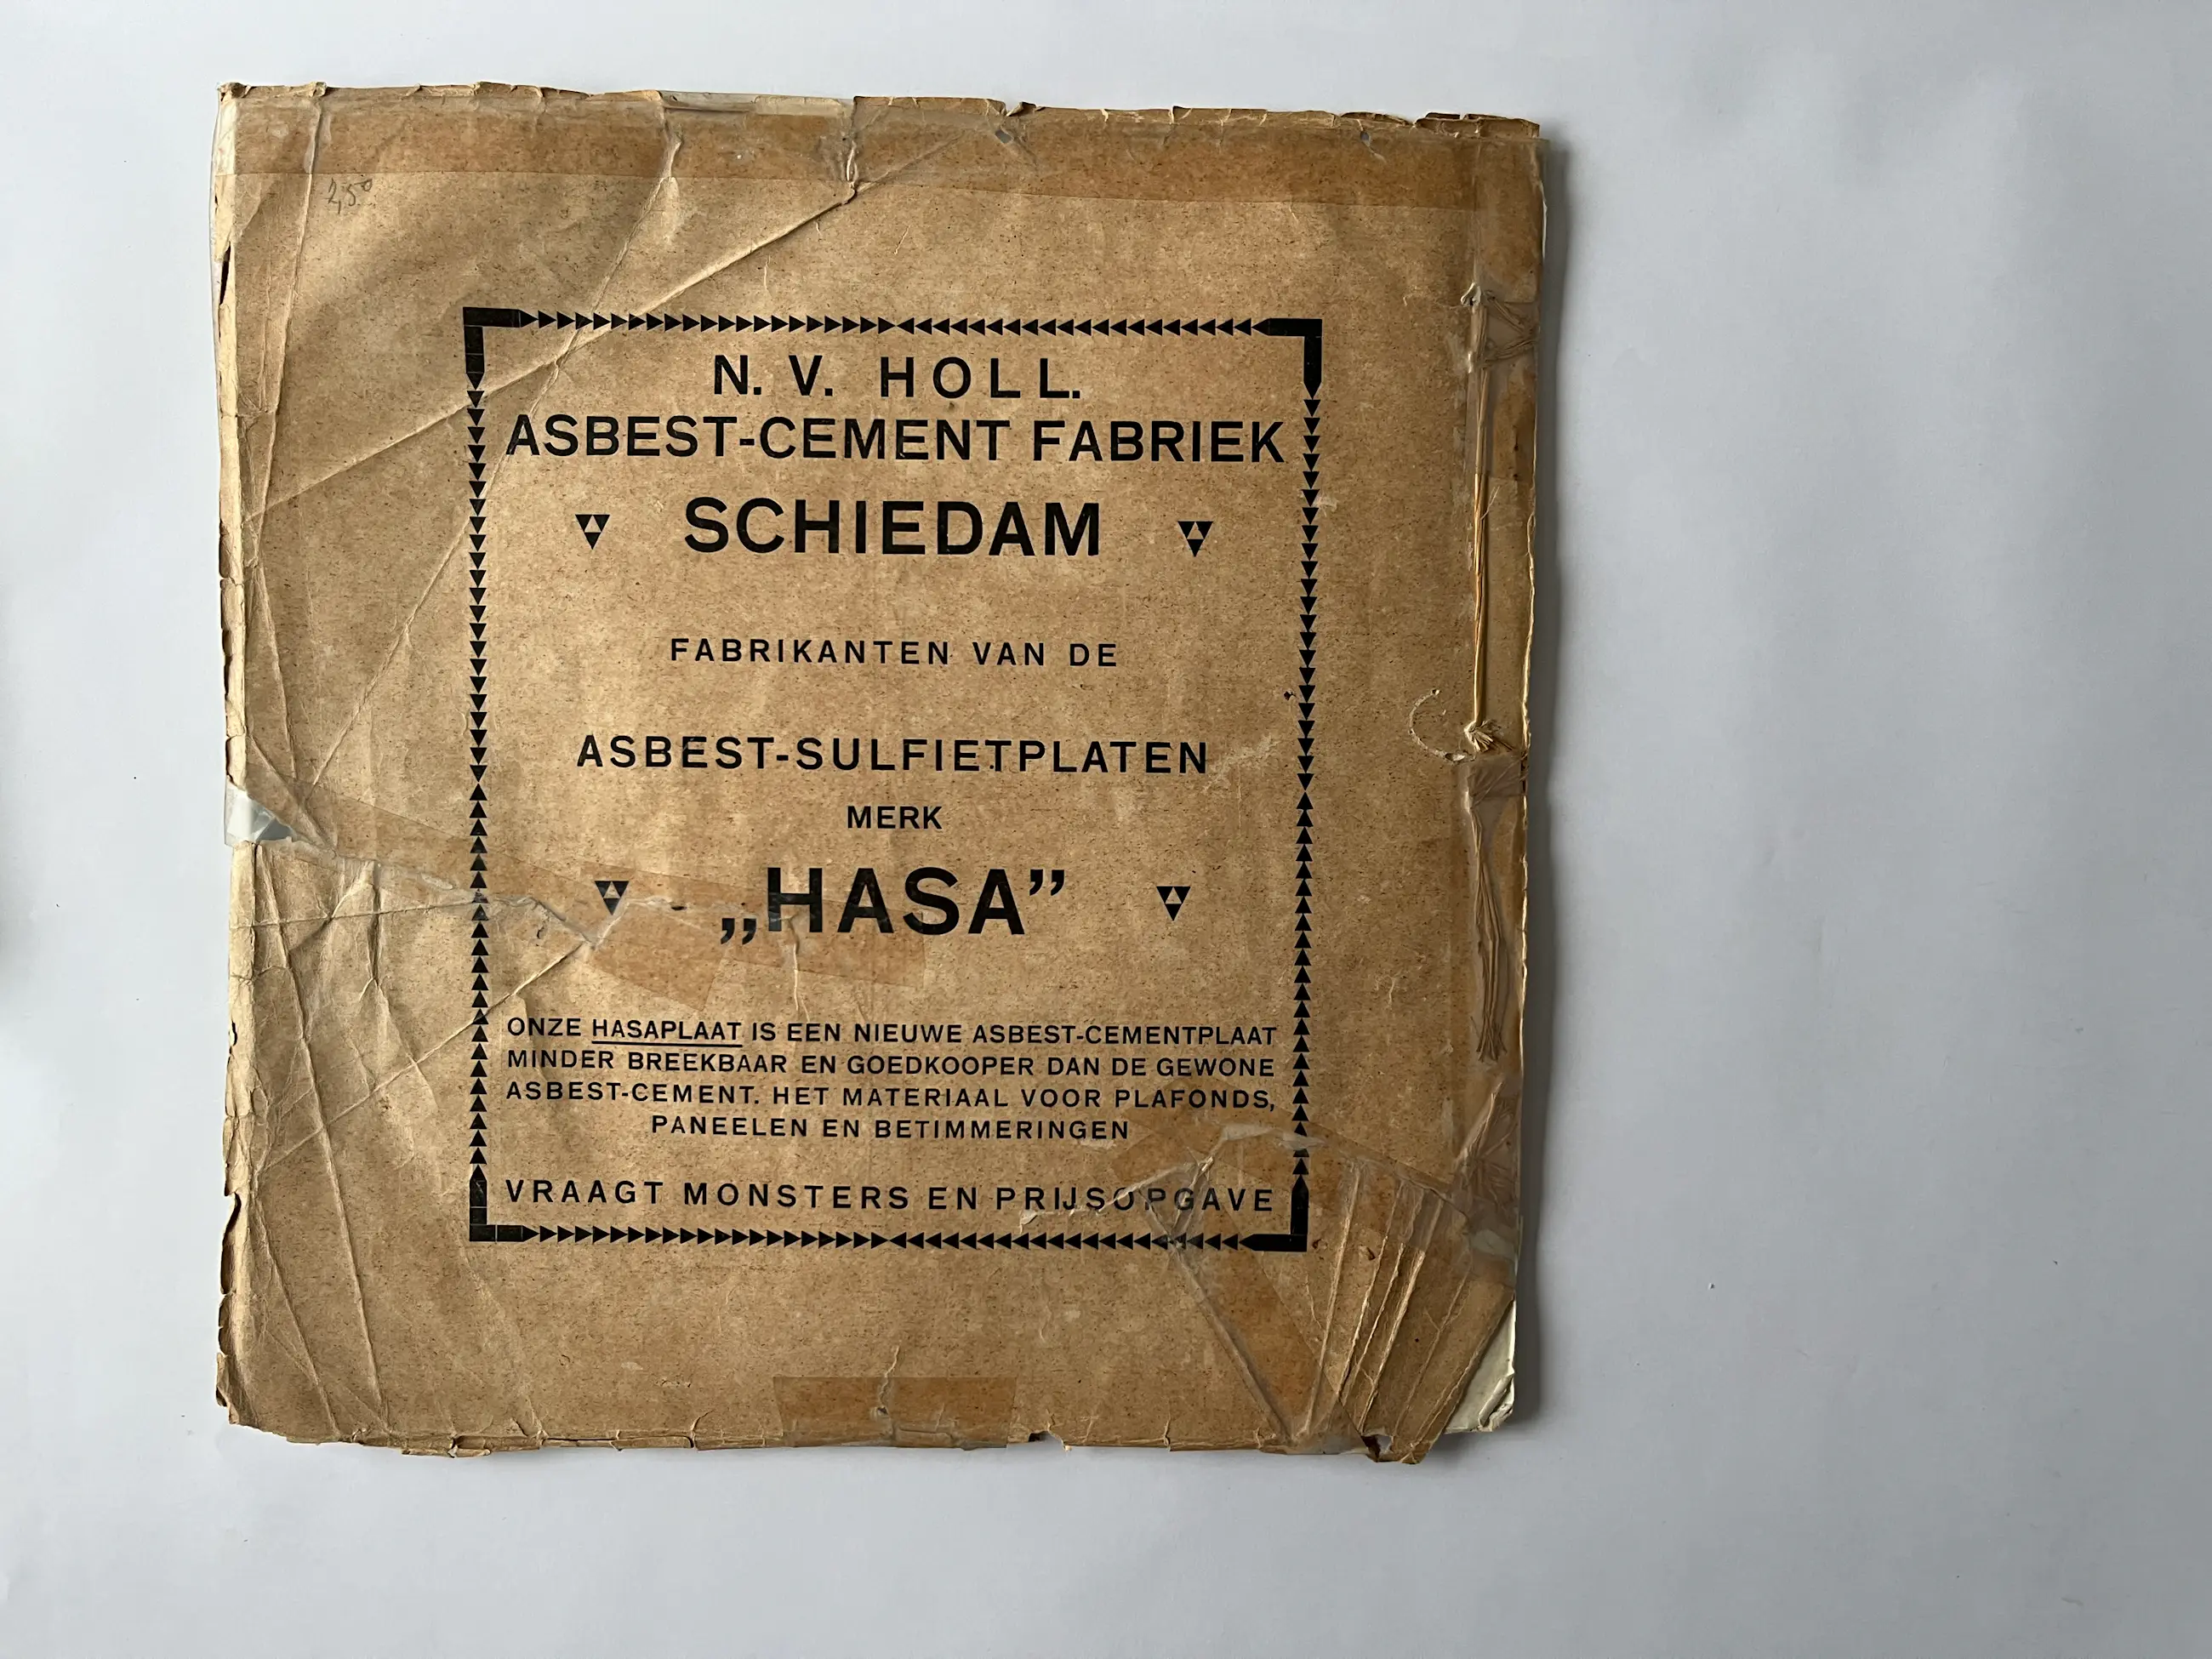 2,50
N. V. HOLL.
ASBEST-CEMENT FABRIEK
SCHIEDAM
FABRIKANTEN VAN DE
ASBEST-SULFIETPLATEN
MERK
„HASA”
ONZE HASAPLAAT IS EEN NIEUWE ASBEST-CEMENTPLAAT
MINDER BREEKBAAR EN GOEDKOOPER DAN DE GEWONE
ASBEST-CEMENT. HET MATERIAAL VOOR PLAFONDS,
PANEELEN EN BETIMMERINGEN
VRAAGT MONSTERS EN PRIJSOPGAVE